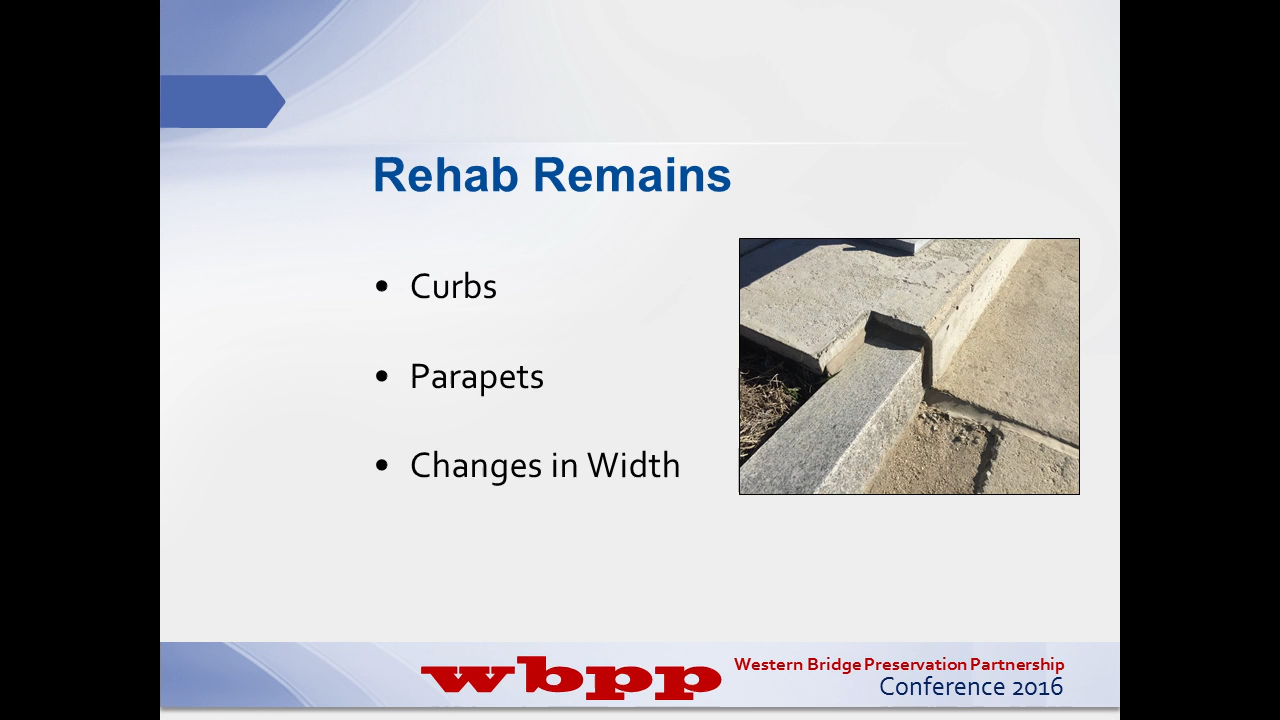 Rehab Remains
• Curbs
• Parapets
• Changes in Width
wbpp
Western Bridge Preservation Partnership
Conference 2016